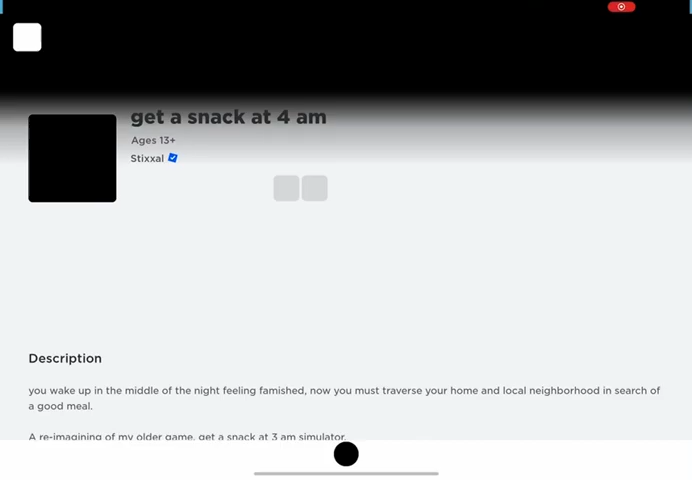 get a snack at 4 am
Ages 13+
Stixxal
Description
you wake up in the middle of the night feeling famished, now you must traverse your home and local neighborhood in search of
a good meal.
A re-imagining of my older game, get a snack at 3 am simulator.